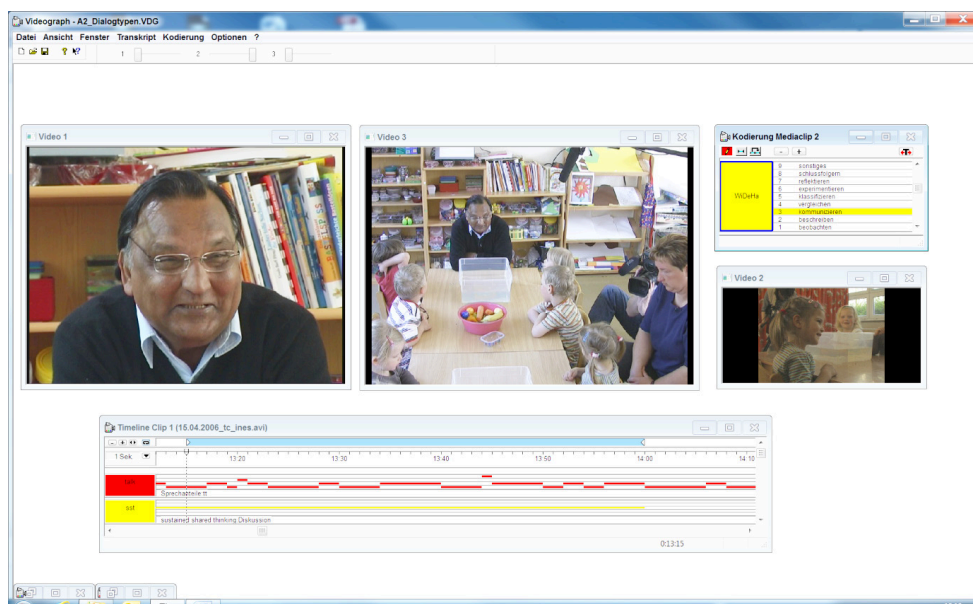 Videograph - A2_Dialogtypen.VDG
Datei Ansicht Fenster Transkript Kodierung Optionen ?
1 2 3
Video 1
Video 3
Kodierung Mediaclip 2
WiDeHa
9 sonstiges
8 schlussfolgern
7 reflektieren
6 experimentieren
5 klassifizieren
4 vergleichen
3 kommunizieren
2 beschreiben
1 beobachten
Video 2
Timeline Clip 1 (15.04.2006_tc_ines.avi)
1 Sek.
13:20 13:30 13:40 13:50 14:00 14:10
Sprechanteile tt
sst
sustained shared thinking Diskussion
0:13:15